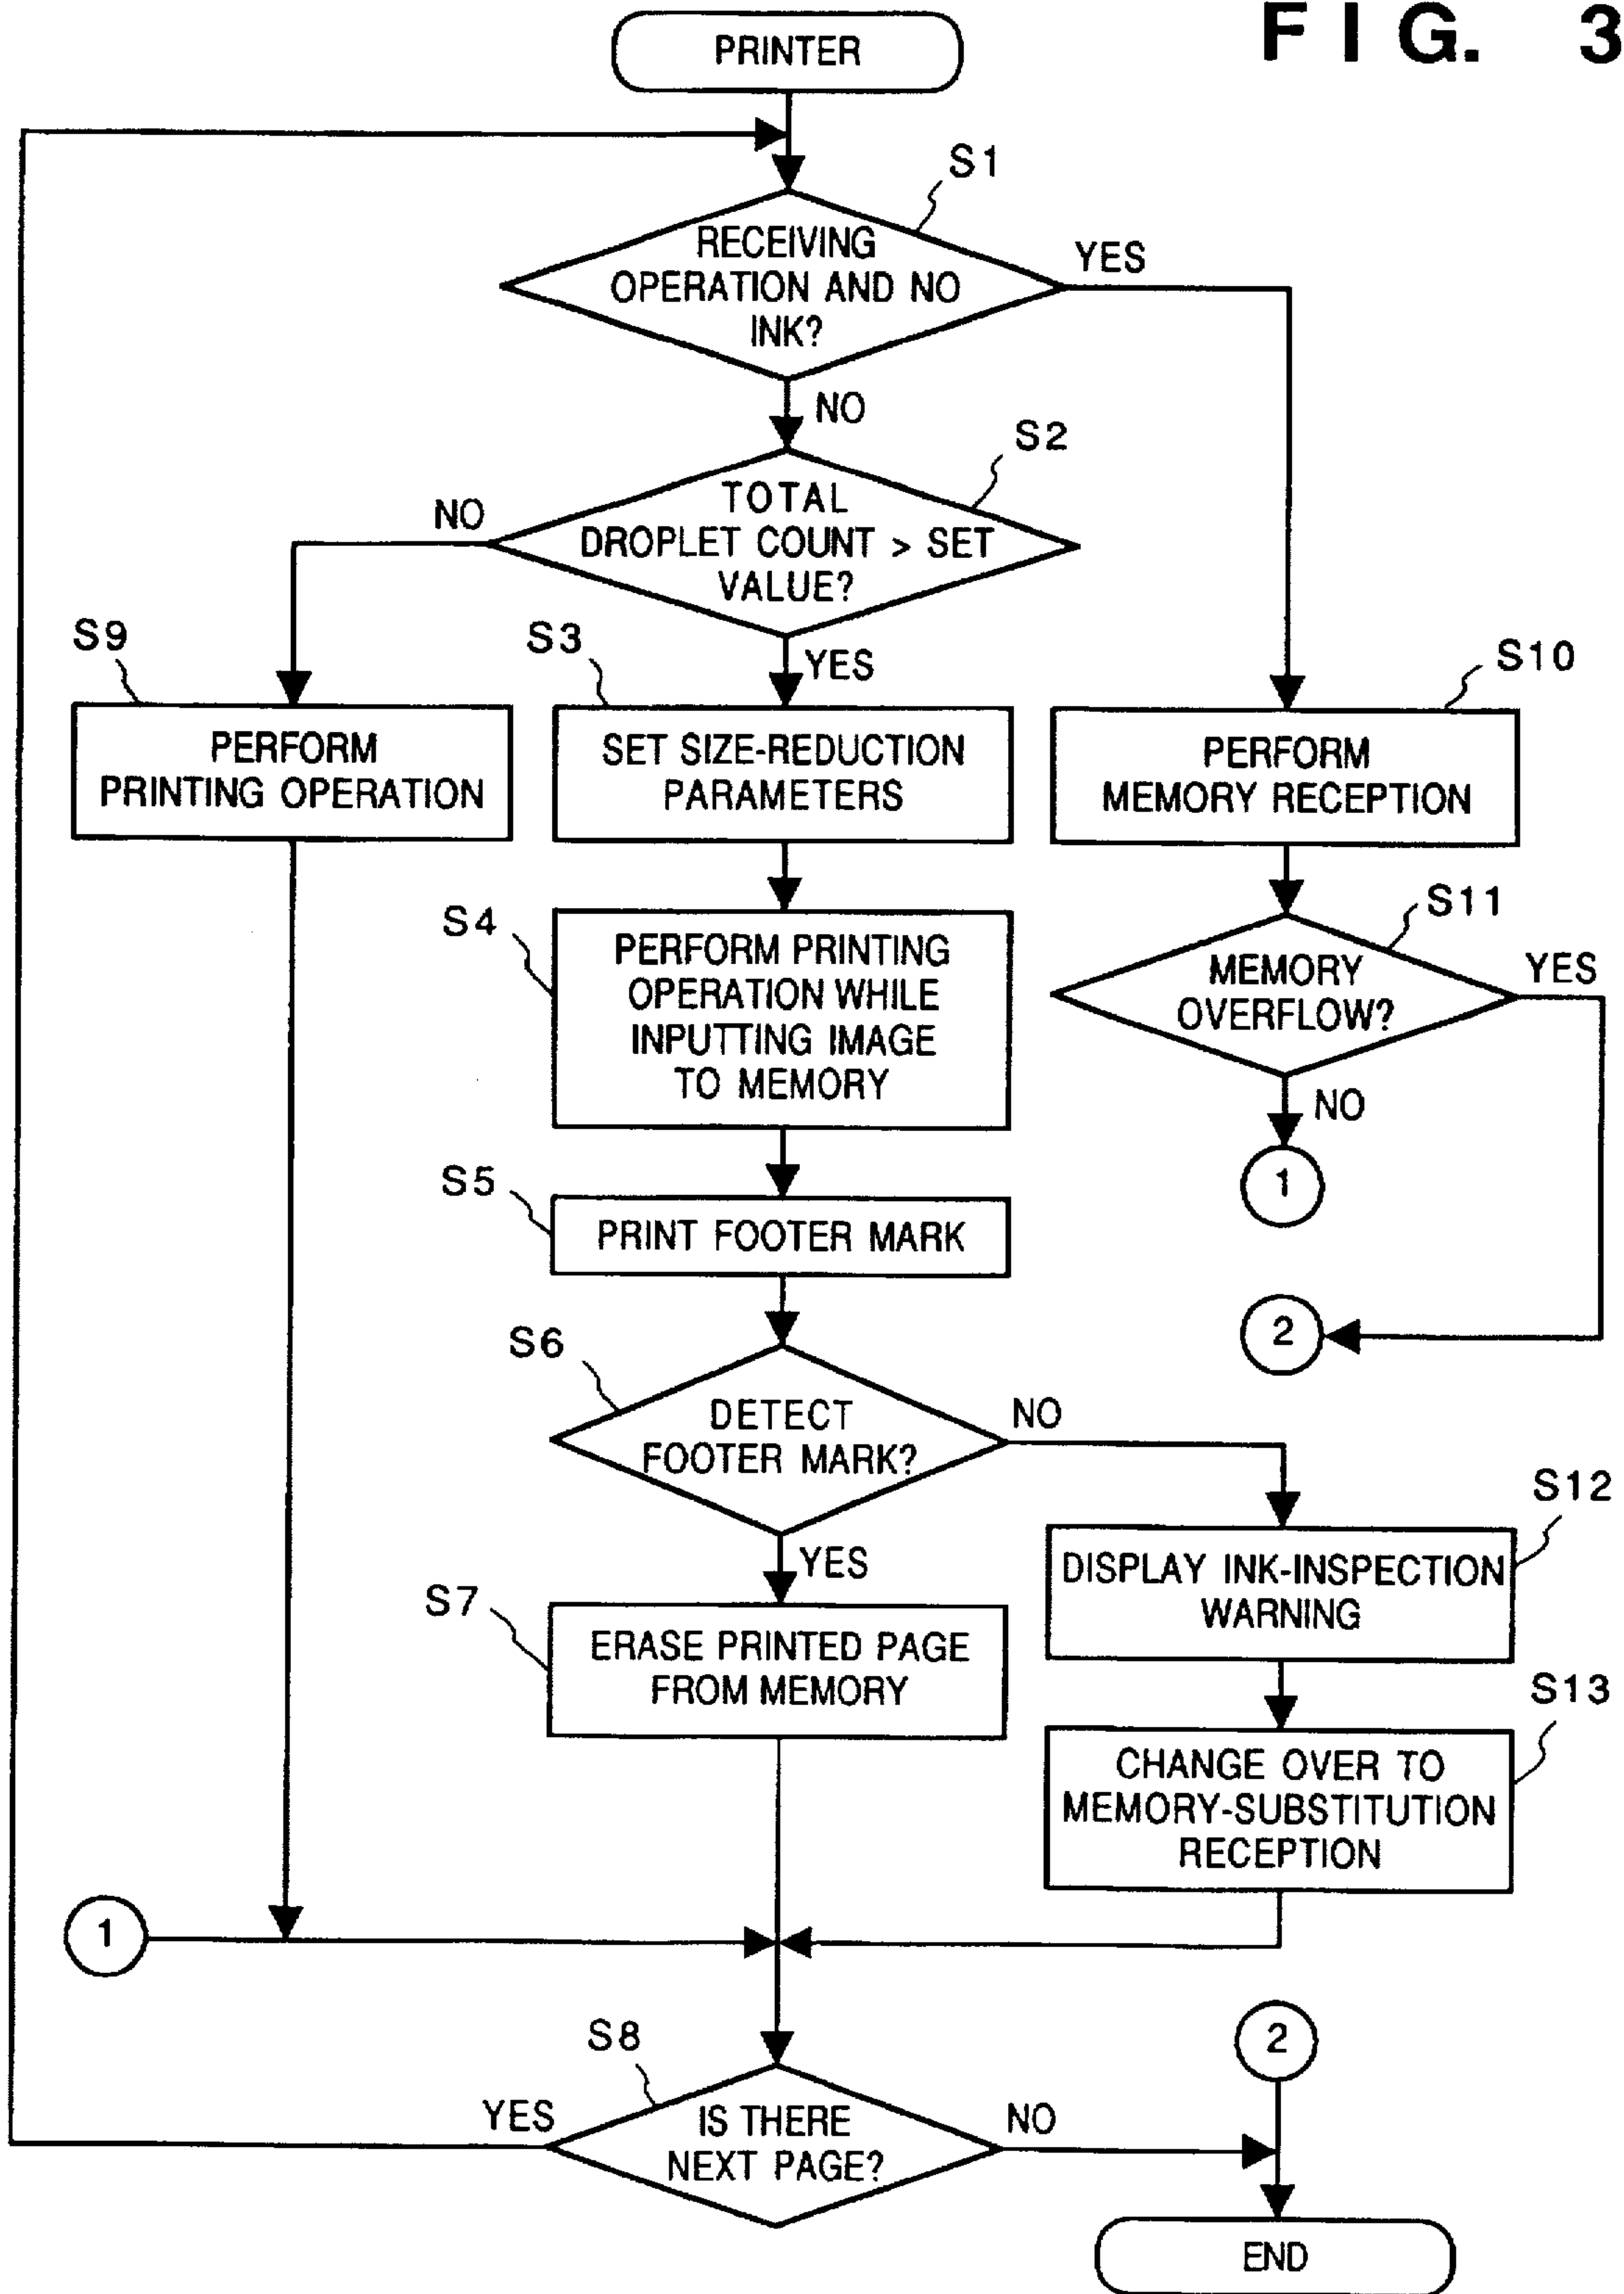 FIG. 3
PRINTER
S1
RECEIVING
OPERATION AND NO
INK?
YES
NO
S2
TOTAL
DROPLET COUNT > SET
VALUE?
NO
YES
S9
PERFORM
PRINTING OPERATION
S3
SET SIZE-REDUCTION
PARAMETERS
S10
PERFORM
MEMORY RECEPTION
S4
PERFORM PRINTING
OPERATION WHILE
INPUTTING IMAGE
TO MEMORY
S11
MEMORY
OVERFLOW?
YES
NO
1
S5
PRINT FOOTER MARK
2
S6
DETECT
FOOTER MARK?
NO
YES
S12
DISPLAY INK-INSPECTION
WARNING
S7
ERASE PRINTED PAGE
FROM MEMORY
S13
CHANGE OVER TO
MEMORY-SUBSTITUTION
RECEPTION
1
2
S8
IS THERE
NEXT PAGE?
YES
NO
END